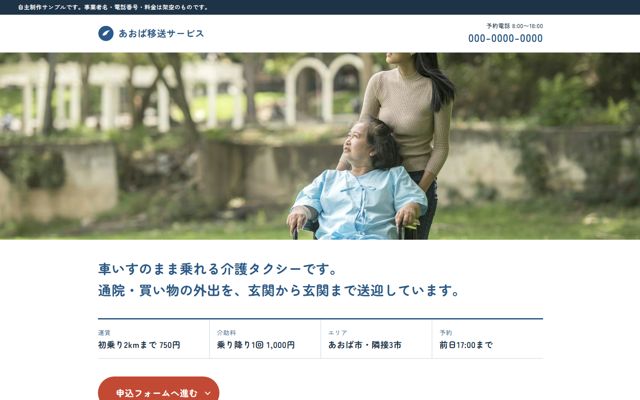 自主制作サンプルです。事業者名・電話番号・料金は架空のものです。
あおば移送サービス
予約電話 8:00〜18:00
000-0000-0000
車いすのまま乗れる介護タクシーです。
通院・買い物の外出を、玄関から玄関まで送迎しています。
運賃
初乗り2kmまで 750円
介助料
乗り降り1回 1,000円
エリア
あおば市・隣接3市
予約
前日17:00まで
申込フォームへ進む